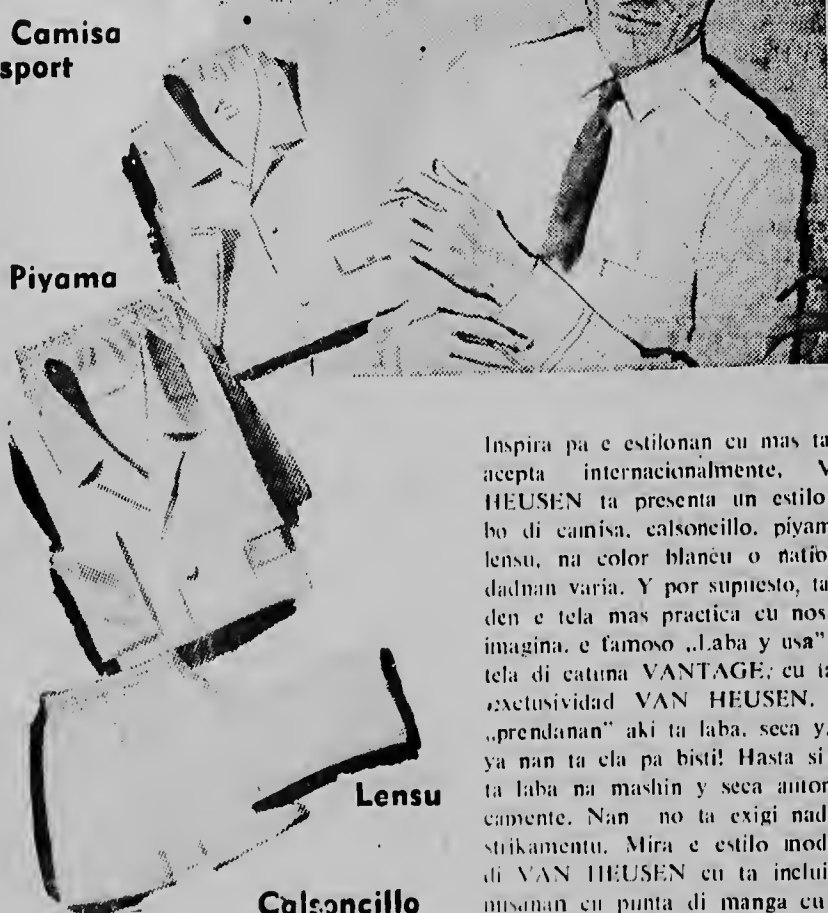 Camisa
sport
Piyama
Lensu
Calsoncillo
Inspira pa e estilonan cu mas ta
acepta internacionalmente, V
HEUSEN ta presenta un estilo
bo di camisa, calsoncillo, piyam
lensu, na color blancu o
dadnan varia. Y por supuesto, ta
den e tela mas practica cu nos
imagina, e famoso „Laba y usa"
tela di catuna VANTAGE, cu ta
exctusividad VAN HEUSEN.
„prendanan" aki ta laba, seca y
ya nan ta cla pa bisti! Hasta si
ta laba na mashin y seca
camente. Nan no ta exigi nad
strikamentu. Mira e estilo mod
di VAN HEUSEN cu ta inclui
misanan cu punta di manga cu